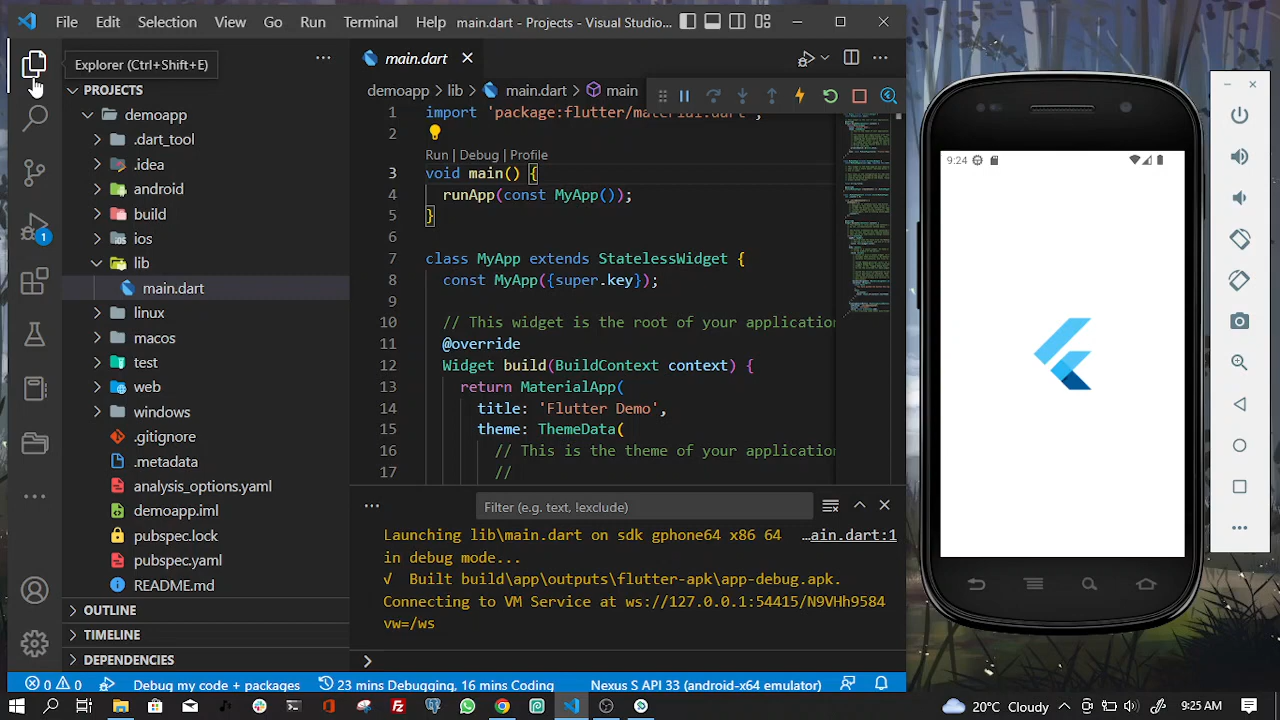 File Edit Selection View Go Run Terminal Help main.dart - Projects - Visual Studio...
Explorer (Ctrl+Shift+E)
main.dart
PROJECTS
demoapp
.dart_tool
.idea
android
build
ios
lib
main.dart
linux
macos
test
web
windows
.gitignore
.metadata
analysis_options.yaml
demoapp.iml
pubspec.lock
pubspec.yaml
README.md
OUTLINE
TIMELINE
DEPENDENCIES
1
demoapp > lib > main.dart > main
1 import 'package:flutter/material.dart';
2
Run | Debug | Profile
3 void main() {
4 runApp(const MyApp());
5 }
6
7 class MyApp extends StatelessWidget {
8 const MyApp({super.key});
9
10 // This widget is the root of your application
11 @override
12 Widget build(BuildContext context) {
13 return MaterialApp(
14 title: 'Flutter Demo',
15 theme: ThemeData(
16 // This is the theme of your application
17 //
Filter (e.g. text, !exclude)
Launching lib\main.dart on sdk gphone64 x86 64 ...ain.dart:1
in debug mode...
√ Built build\app\outputs\flutter-apk\app-debug.apk.
Connecting to VM Service at ws://127.0.0.1:54415/N9VHh9584
vw=/ws
0 0 Debug my code + packages 23 mins Debugging, 16 mins Coding Nexus S API 33 (android-x64 emulator)
9:24
20°C Cloudy 9:25 AM